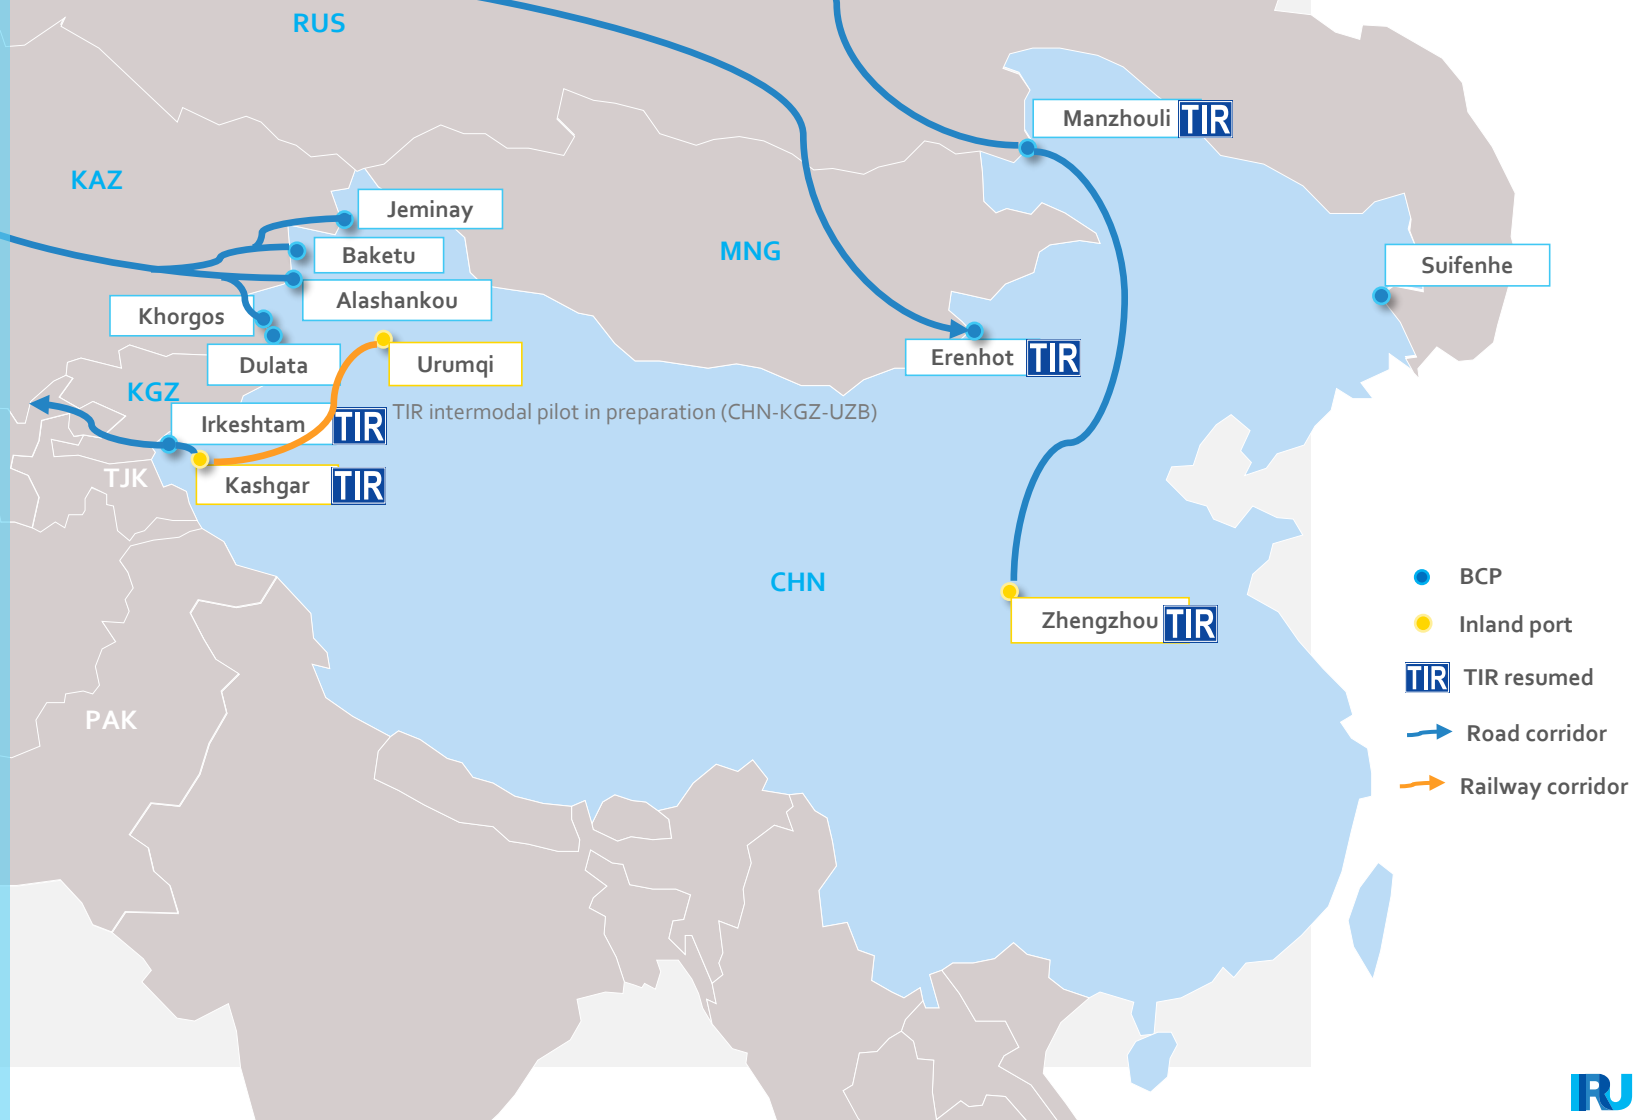 RUS
Manzhouli TIR
KAZ
Jeminay
MNG
Baketu
Suifenhe
Alashankou
Khorgos
Erenhot TIR
Dulata
Urumqi
KGZ
TIR intermodal pilot in preparation (CHN-KGZ-UZB)
Irkeshtam TIR
TJK
Kashgar TIR
CHN
Zhengzhou TIR
PAK
BCP
Inland port
TIR TIR resumed
Road corridor
Railway corridor
IRU